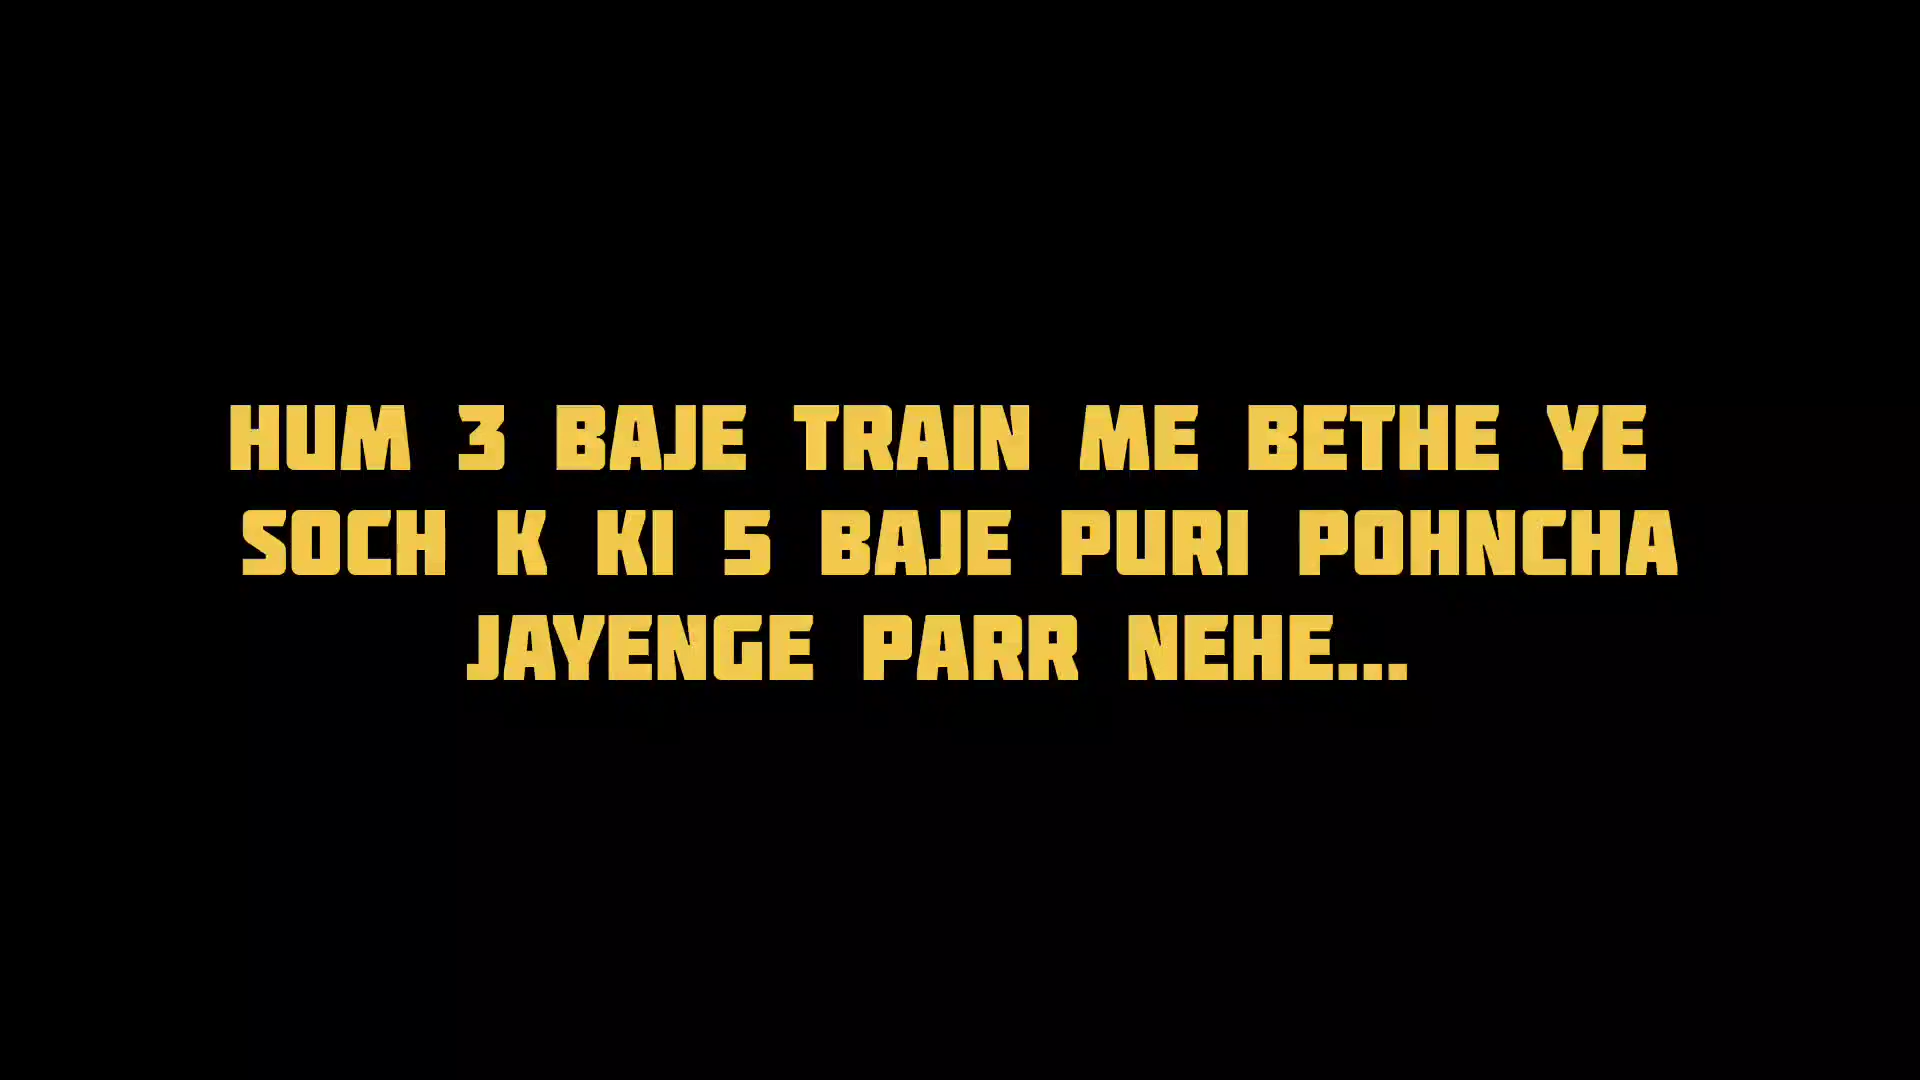 HUM 3 BAJE TRAIN ME BETHE YE
SOCH K KI 5 BAJE PURI POHNCHA
JAYENGE PARR NEHE...